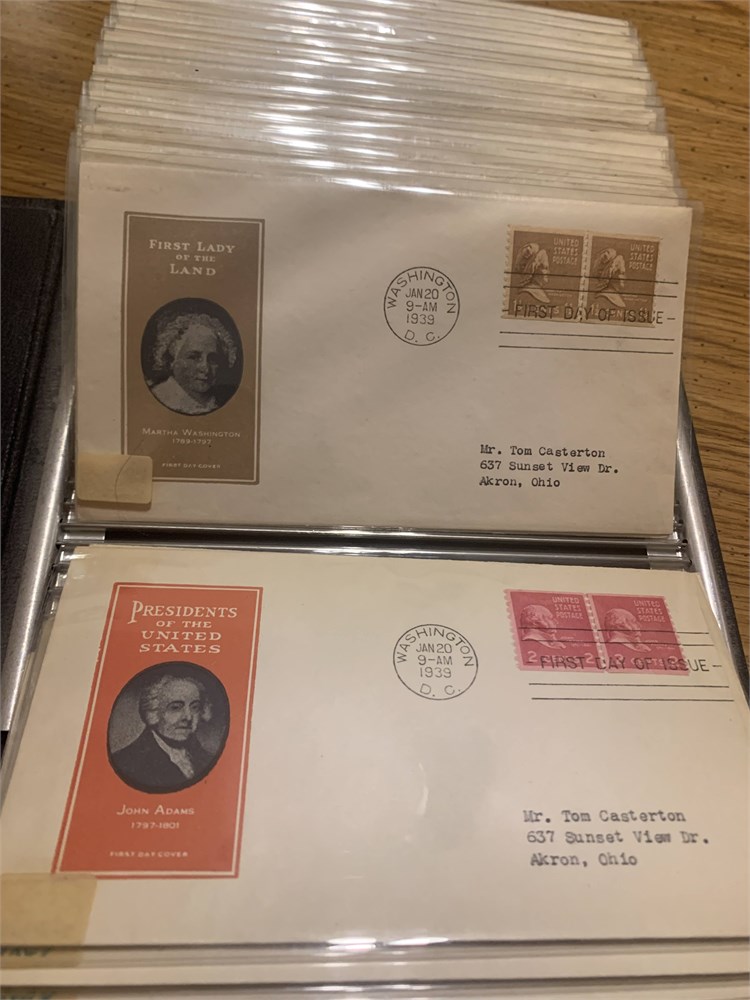 FIRST LADY
OF THE
LAND
MARTHA WASHINGTON
1789-1797
FIRST DAY COVER
WASHINGTON
JAN 20
9-AM
1939
D. C.
UNITED
STATES
POSTAGE
UNITED
STATES
POSTAGE
FIRST DAY OF ISSUE
Mr. Tom Casterton
637 Sunset View Dr.
Akron, Ohio
PRESIDENTS
OF THE
UNITED
STATES
JOHN ADAMS
1797-1801
FIRST DAY COVER
WASHINGTON
JAN 20
9-AM
1939
D. C.
UNITED
STATES
POSTAGE
2
UNITED
STATES
POSTAGE
2
FIRST DAY OF ISSUE
Mr. Tom Casterton
637 Sunset View Dr.
Akron, Ohio